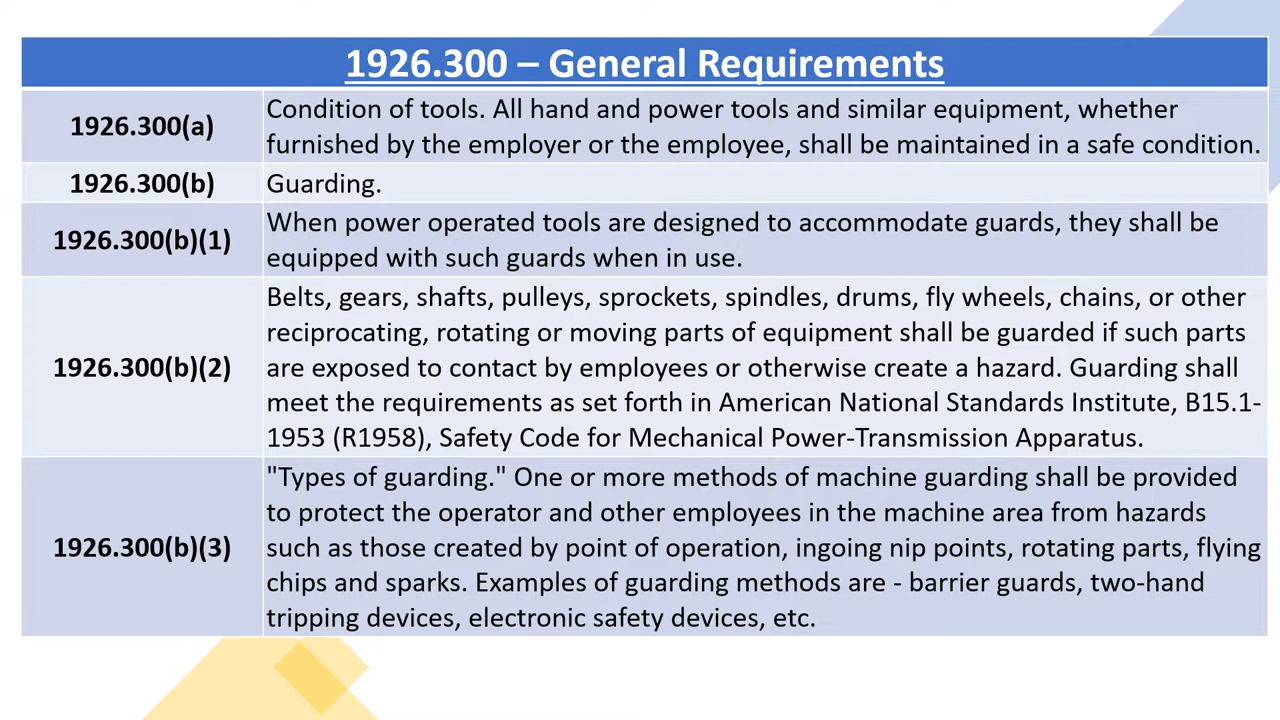 1926.300 – General Requirements
1926.300(a)
Condition of tools. All hand and power tools and similar equipment, whether
furnished by the employer or the employee, shall be maintained in a safe condition.
1926.300(b)
Guarding.
1926.300(b)(1)
When power operated tools are designed to accommodate guards, they shall be
equipped with such guards when in use.
1926.300(b)(2)
Belts, gears, shafts, pulleys, sprockets, spindles, drums, fly wheels, chains, or other
reciprocating, rotating or moving parts of equipment shall be guarded if such parts
are exposed to contact by employees or otherwise create a hazard. Guarding shall
meet the requirements as set forth in American National Standards Institute, B15.1-
1953 (R1958), Safety Code for Mechanical Power-Transmission Apparatus.
1926.300(b)(3)
"Types of guarding." One or more methods of machine guarding shall be provided
to protect the operator and other employees in the machine area from hazards
such as those created by point of operation, ingoing nip points, rotating parts, flying
chips and sparks. Examples of guarding methods are - barrier guards, two-hand
tripping devices, electronic safety devices, etc.